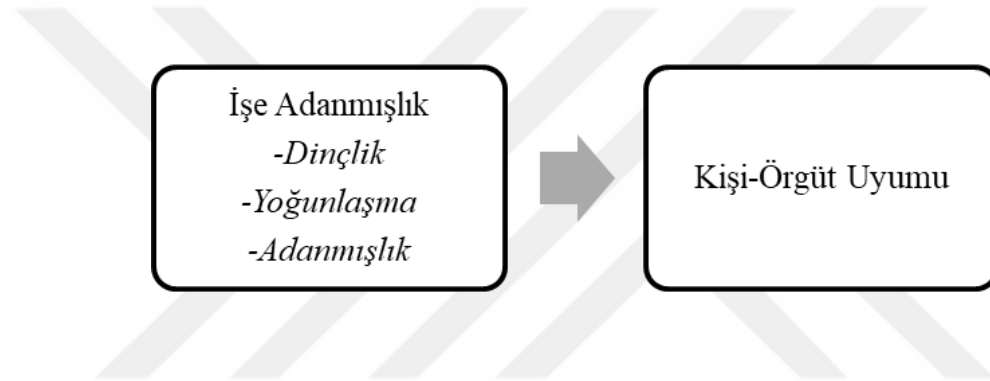 İşe Adanmışlık
-Dinçlik
-Yoğunlaşma
-Adanmışlık
Kişi-Örgüt Uyumu